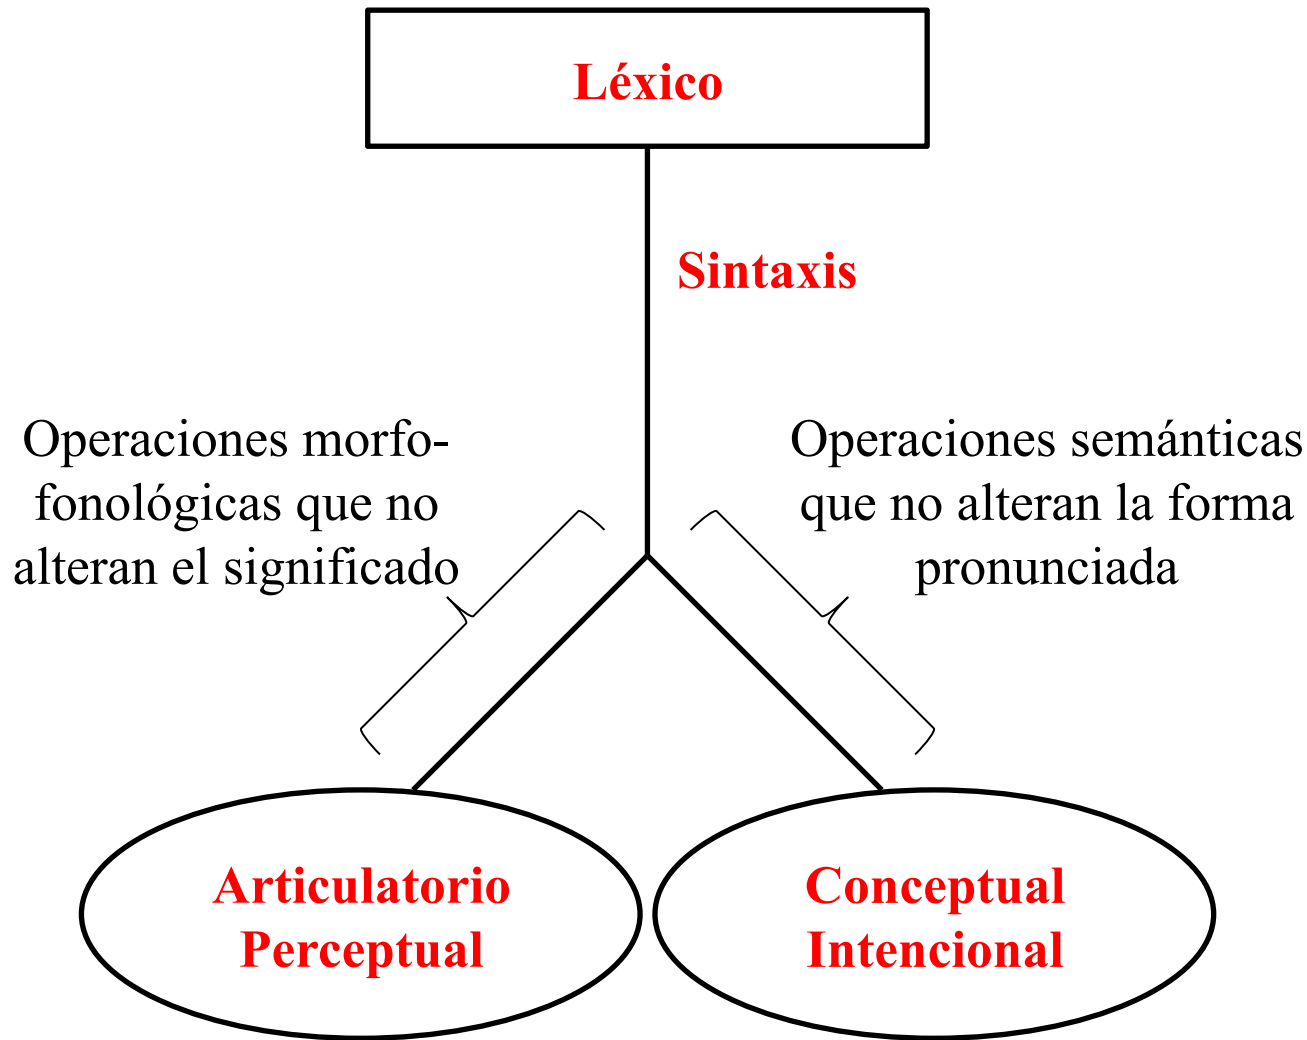 Léxico
Sintaxis
Operaciones morfo-
fonológicas que no
alteran el significado
Operaciones semánticas
que no alteran la forma
pronunciada
Articulatorio
Perceptual
Conceptual
Intencional